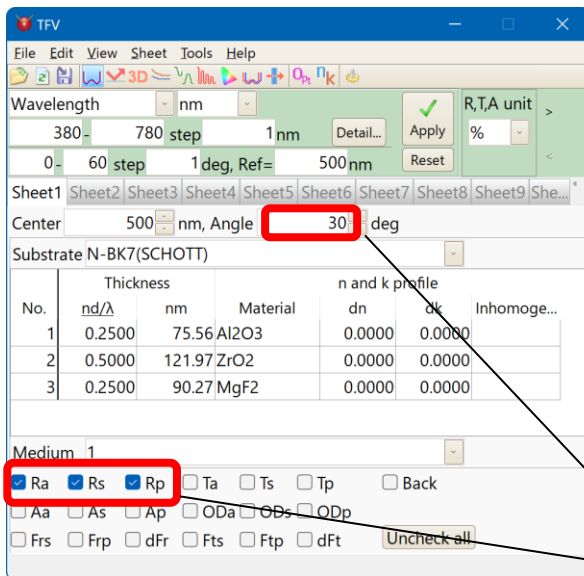 TFV
File Edit View Sheet Tools Help
3D Opt nk
Wavelength nm R,T,A unit >
380 - 780 step 1 nm Detail... Apply %
0 - 60 step 1 deg, Ref= 500 nm Reset <
Sheet1 Sheet2 Sheet3 Sheet4 Sheet5 Sheet6 Sheet7 Sheet8 Sheet9 She...
Center 500 nm, Angle 30 deg
Substrate N-BK7(SCHOTT)
Thickness n and k profile
No. nd/λ nm Material dn dk Inhomoge...
1 0.2500 75.56 Al2O3 0.0000 0.0000
2 0.5000 121.97 ZrO2 0.0000 0.0000
3 0.2500 90.27 MgF2 0.0000 0.0000
Medium 1
Ra Rs Rp Ta Ts Tp Back
Aa As Ap ODa ODs ODp
Frs Frp dFr Fts Ftp dFt Uncheck all